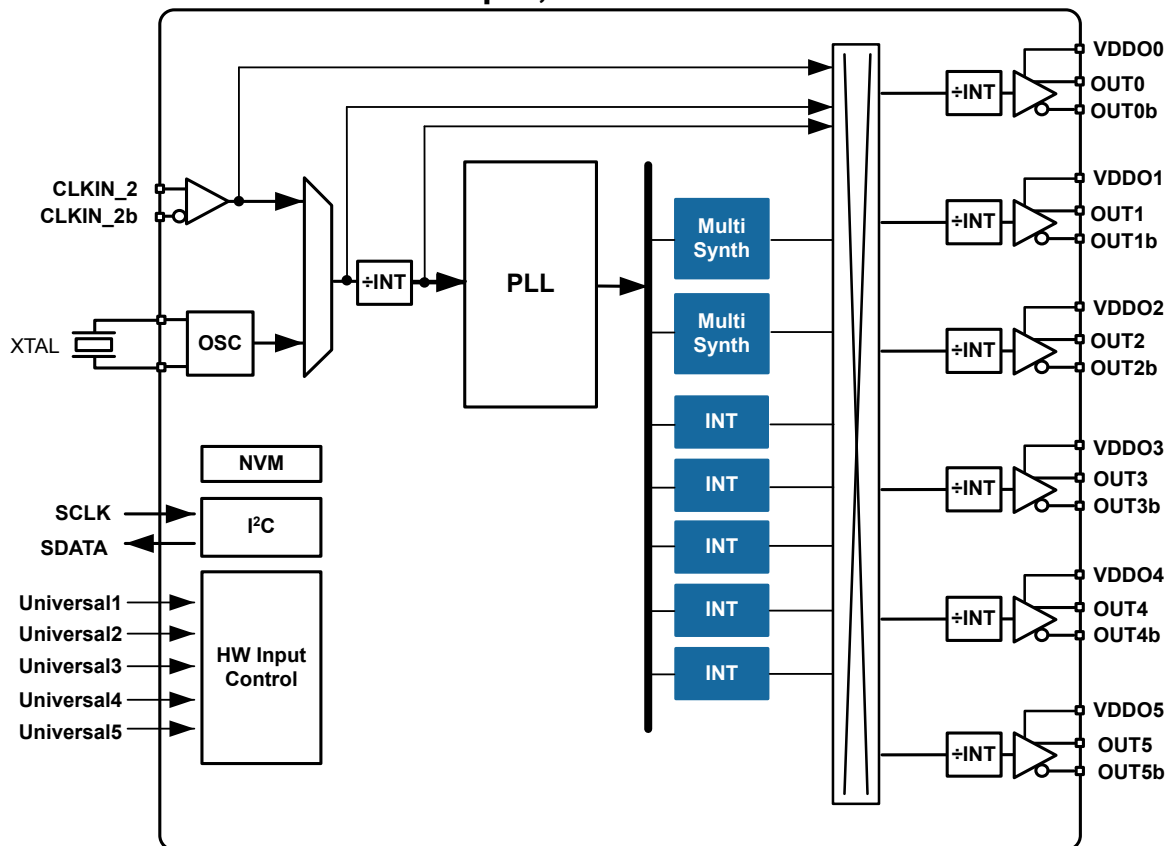 VDDO0
OUT0
÷INT
OUT0b
CLKIN_2
CLKIN_2b
÷INT
PLL
Multi
Synth
VDDO1
OUT1
÷INT
OUT1b
XTAL
OSC
Multi
Synth
VDDO2
OUT2
÷INT
OUT2b
INT
INT
INT
INT
INT
NVM
SCLK
SDATA
I²C
VDDO3
OUT3
÷INT
OUT3b
Universal1
Universal2
Universal3
Universal4
Universal5
HW Input
Control
VDDO4
OUT4
÷INT
OUT4b
VDDO5
OUT5
÷INT
OUT5b